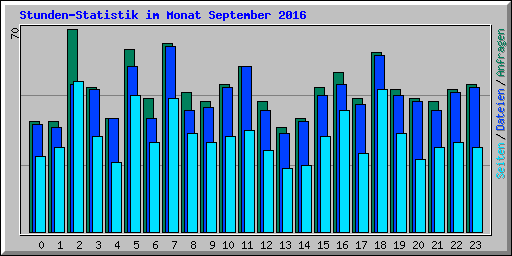 Stunden-Statistik im Monat September 2016
70
Seiten / Dateien / Anfragen
0 1 2 3 4 5 6 7 8 9 10 11 12 13 14 15 16 17 18 19 20 21 22 23